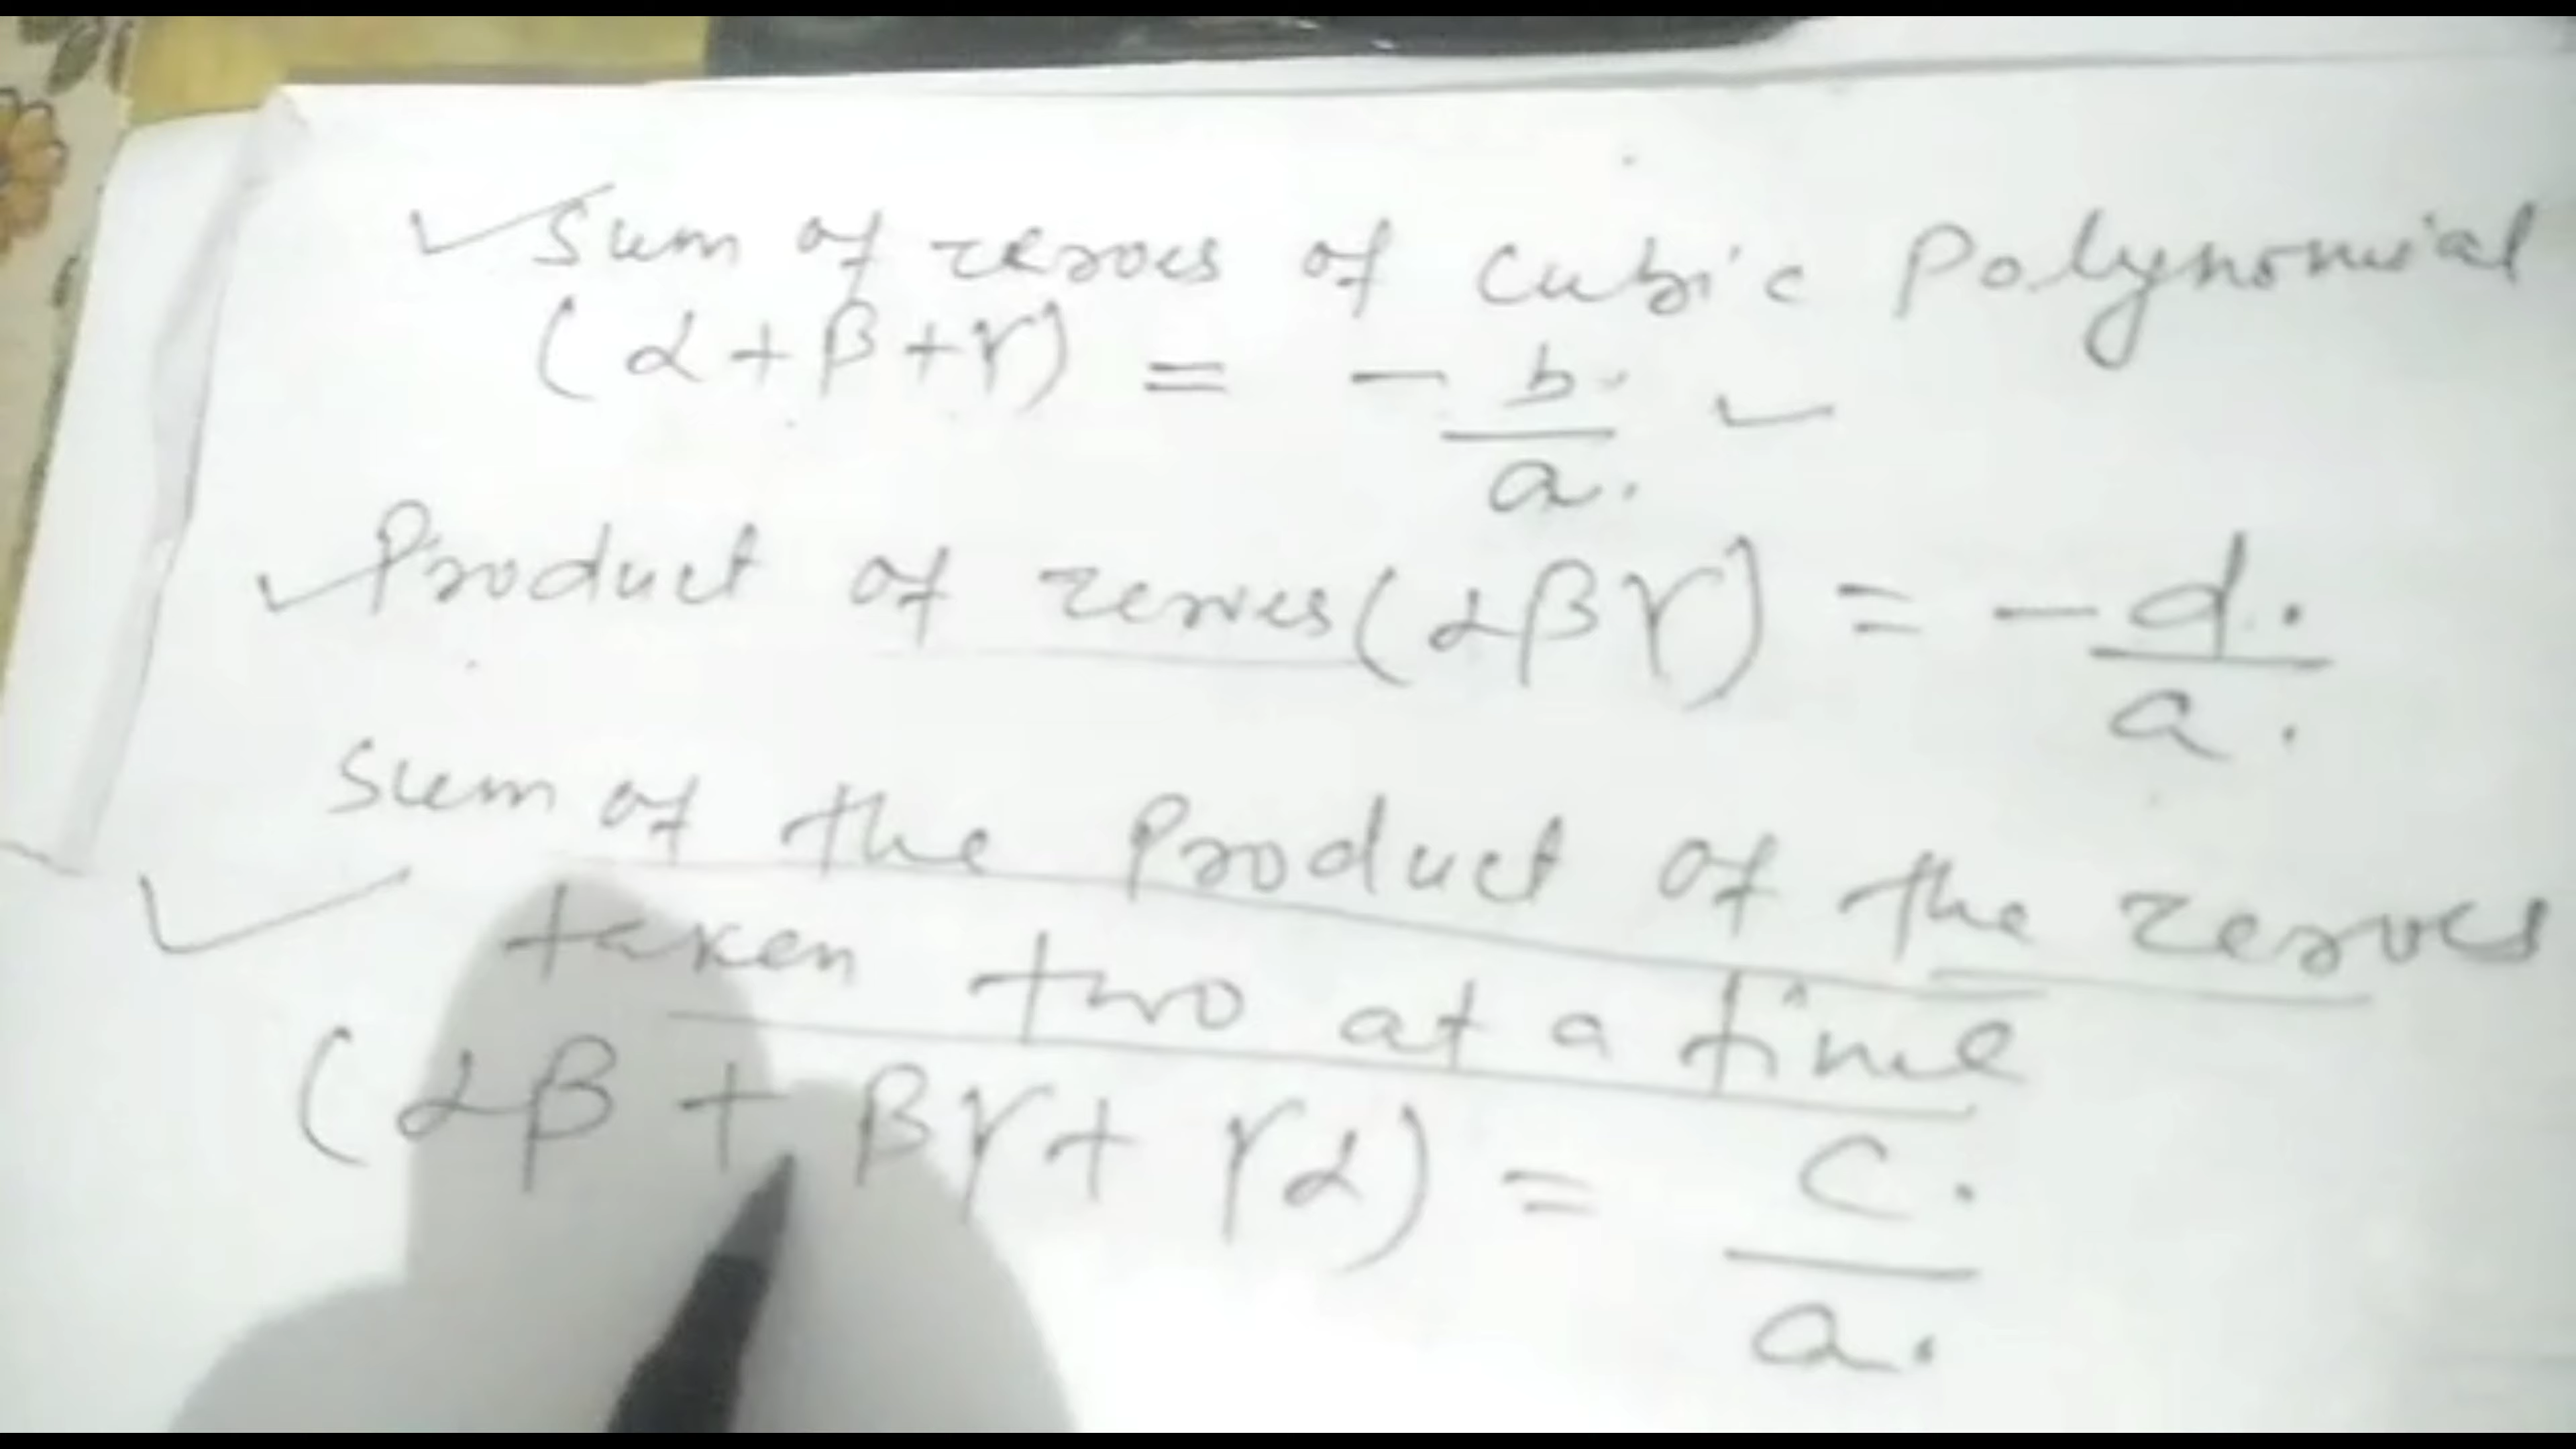 Sum of zeroes of cubic Polynomial
(α+β+γ) = - b/a.
Product of zeroes (αβγ) = - d/a.
Sum of the Product of the zeroes
taken two at a time
(αβ + βγ + γα) = c/a.